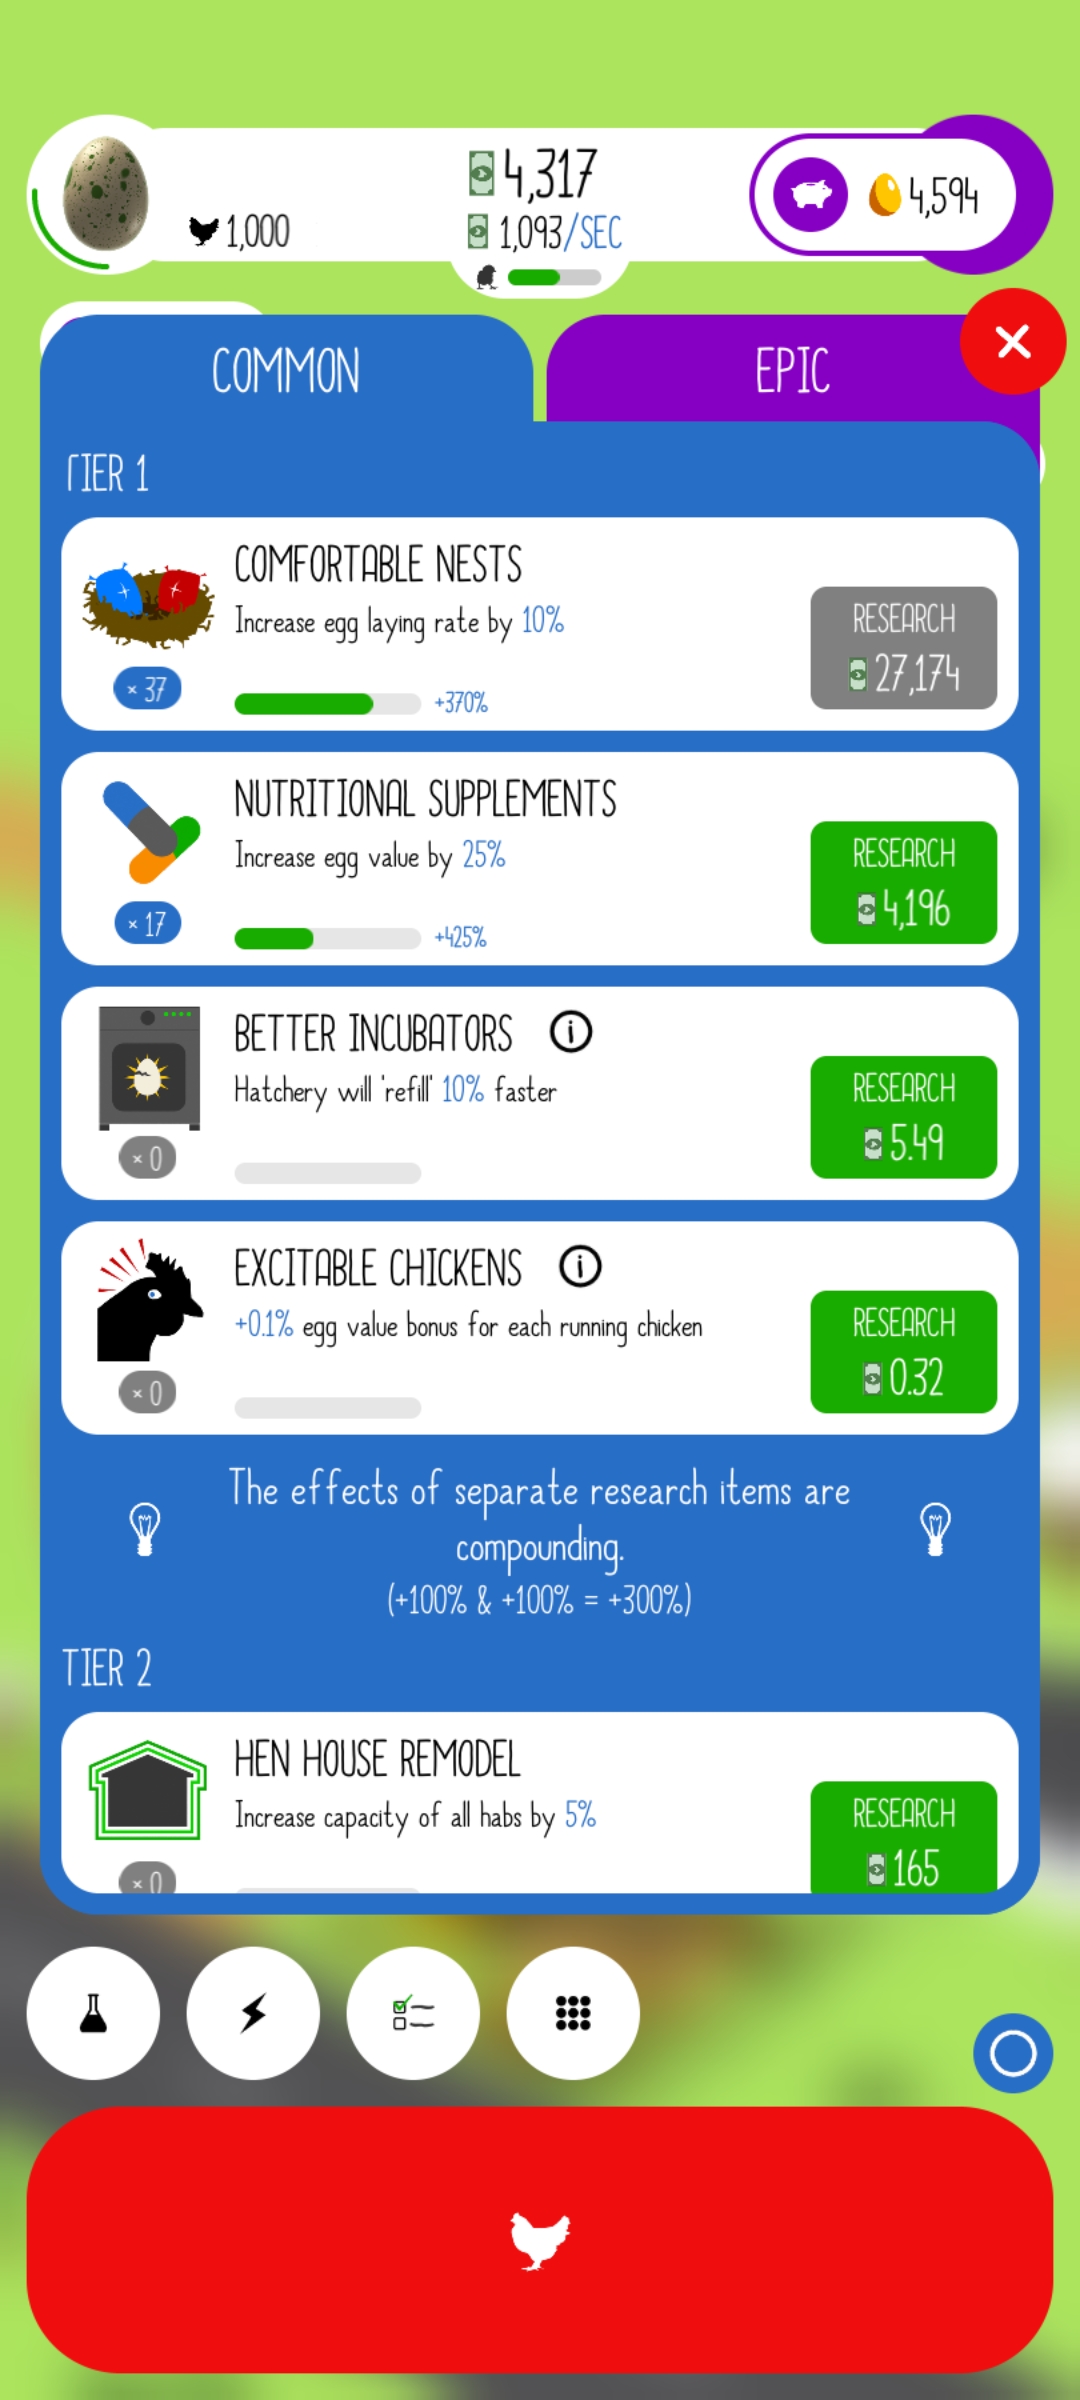 4,317
1,000
1,093/SEC
4,594
COMMON
EPIC
TIER 1
COMFORTABLE NESTS
Increase egg laying rate by 10%
RESEARCH
27,174
× 37
+370%
NUTRITIONAL SUPPLEMENTS
Increase egg value by 25%
RESEARCH
4,196
× 17
+425%
BETTER INCUBATORS
Hatchery will 'refill' 10% faster
RESEARCH
5.49
× 0
EXCITABLE CHICKENS
+0.1% egg value bonus for each running chicken
RESEARCH
0.32
× 0
The effects of separate research items are
compounding.
(+100% & +100% = +300%)
TIER 2
HEN HOUSE REMODEL
Increase capacity of all habs by 5%
RESEARCH
165
× 0